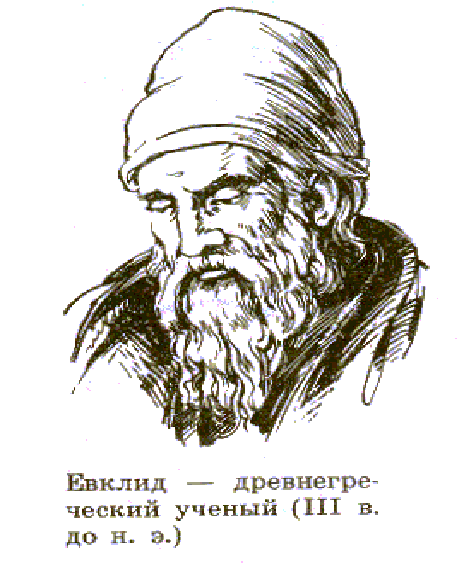 Евклид — древнегре-
ческий ученый (III в.
до н. э.)